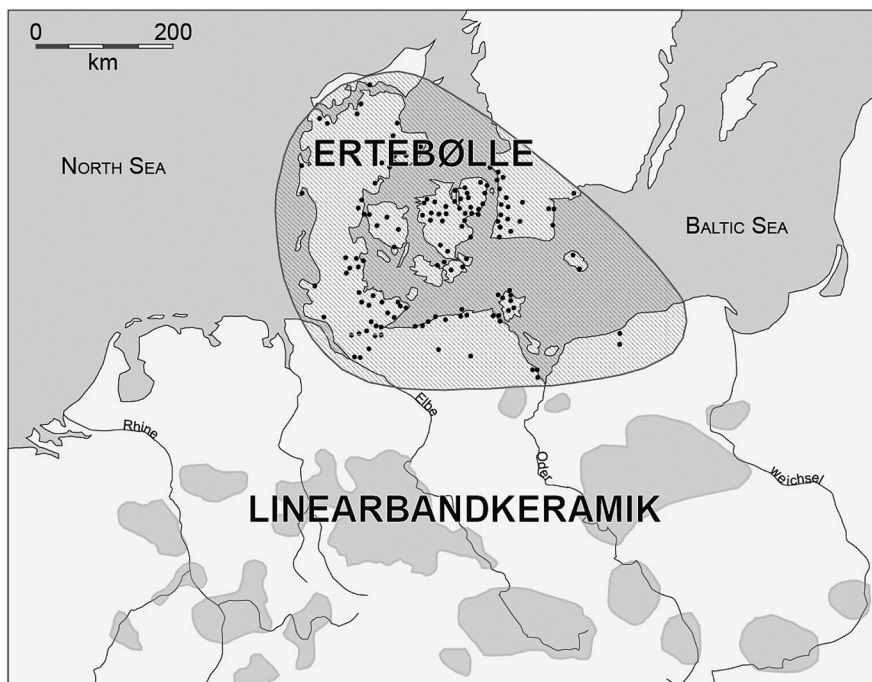 0 200
km
ERTEBØLLE
NORTH SEA
BALTIC SEA
Elbe
Rhine
Oder
Weichsel
LINEARBANDKERAMIK